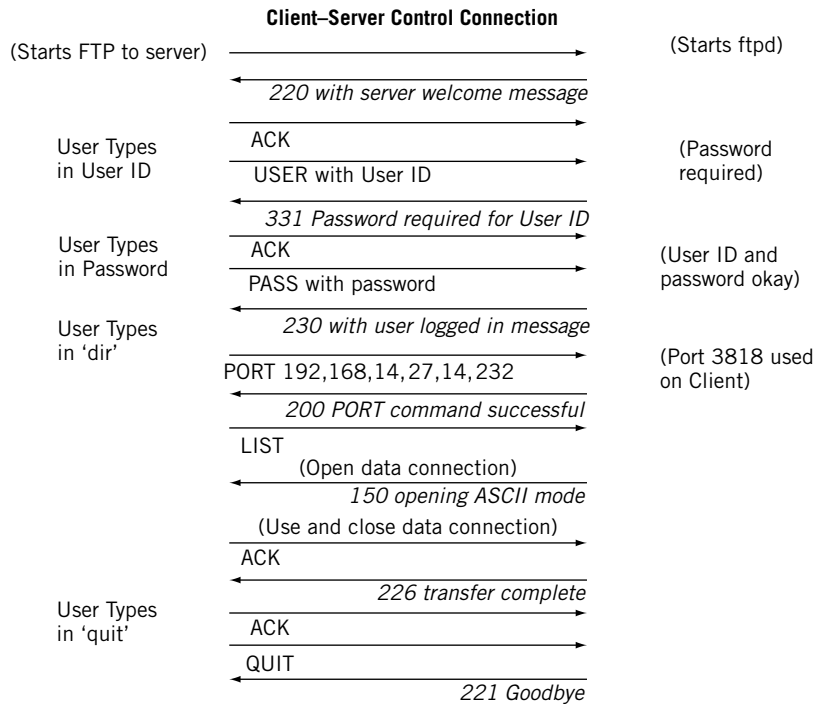 Client–Server Control Connection
(Starts FTP to server)
(Starts ftpd)
220 with server welcome message
User Types
in User ID
ACK
USER with User ID
(Password
required)
331 Password required for User ID
User Types
in Password
ACK
PASS with password
(User ID and
password okay)
230 with user logged in message
User Types
in ‘dir’
PORT 192,168,14,27,14,232
(Port 3818 used
on Client)
200 PORT command successful
LIST
(Open data connection)
150 opening ASCII mode
(Use and close data connection)
ACK
226 transfer complete
User Types
in ‘quit’
ACK
QUIT
221 Goodbye